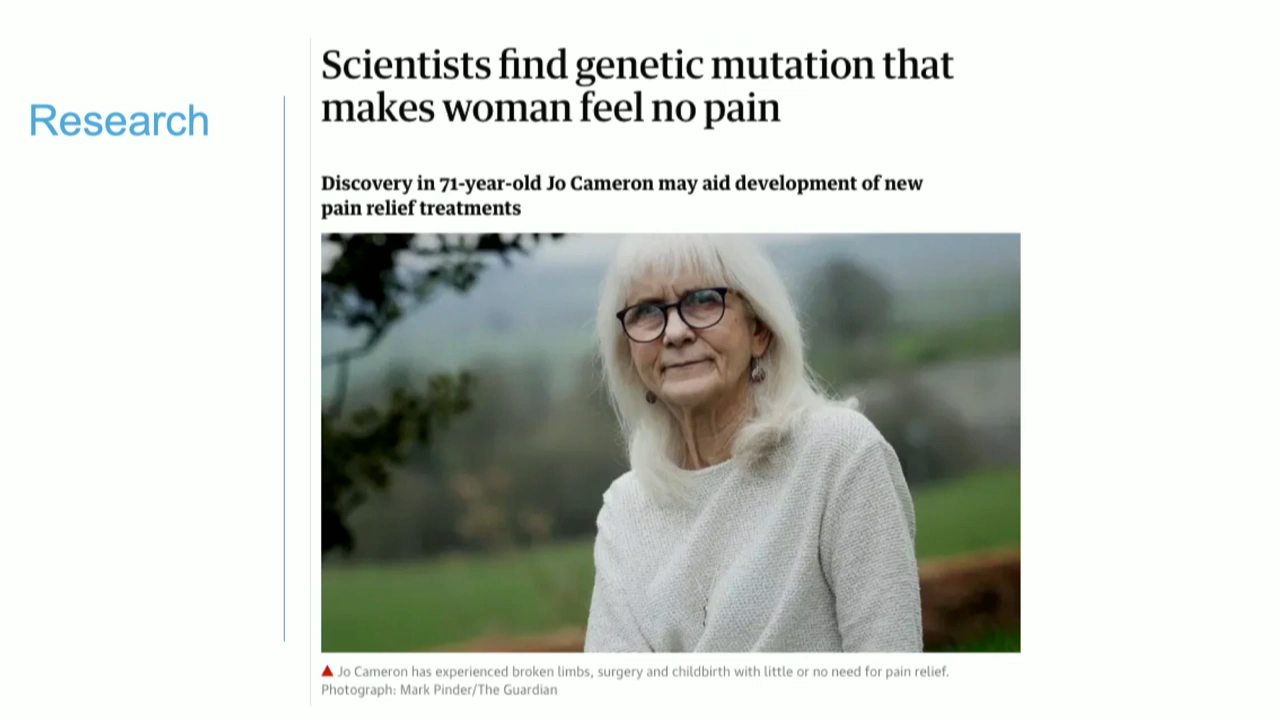 Research
Scientists find genetic mutation that
makes woman feel no pain
Discovery in 71-year-old Jo Cameron may aid development of new
pain relief treatments
Jo Cameron has experienced broken limbs, surgery and childbirth with little or no need for pain relief.
Photograph: Mark Pinder/The Guardian